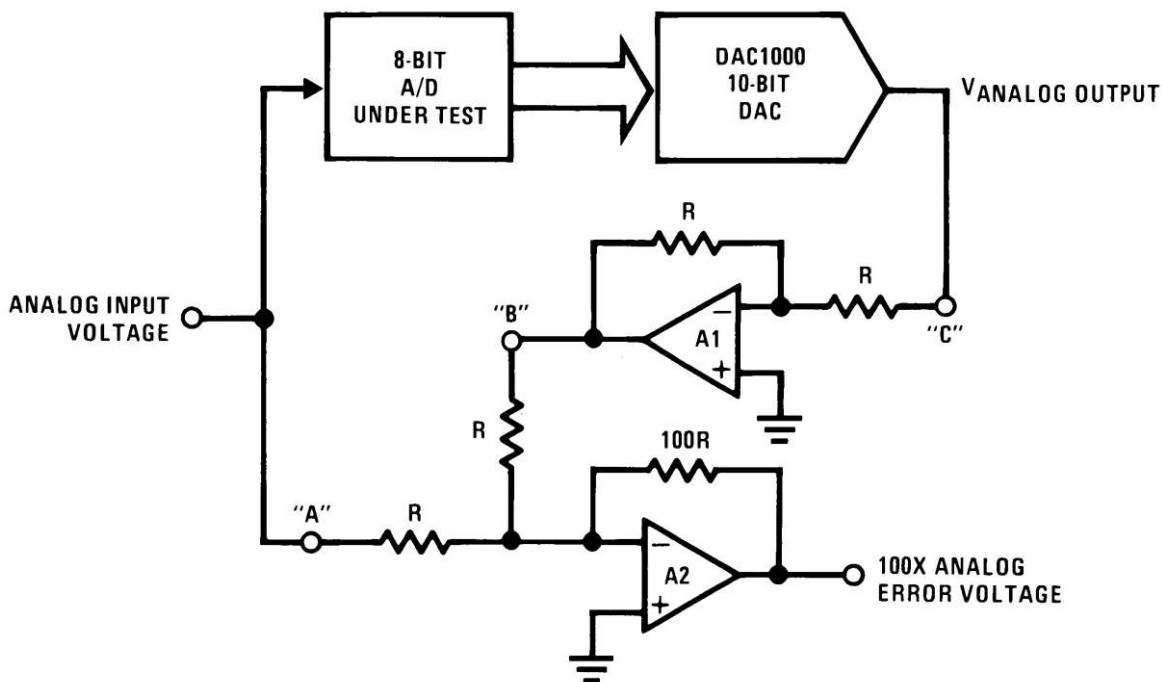 8-BIT
A/D
UNDER TEST
DAC1000
10-BIT
DAC
VANALOG OUTPUT
R
R
ANALOG INPUT
VOLTAGE
"B"
A1
−
+
"C"
R
100R
"A"
R
−
A2
+
100X ANALOG
ERROR VOLTAGE